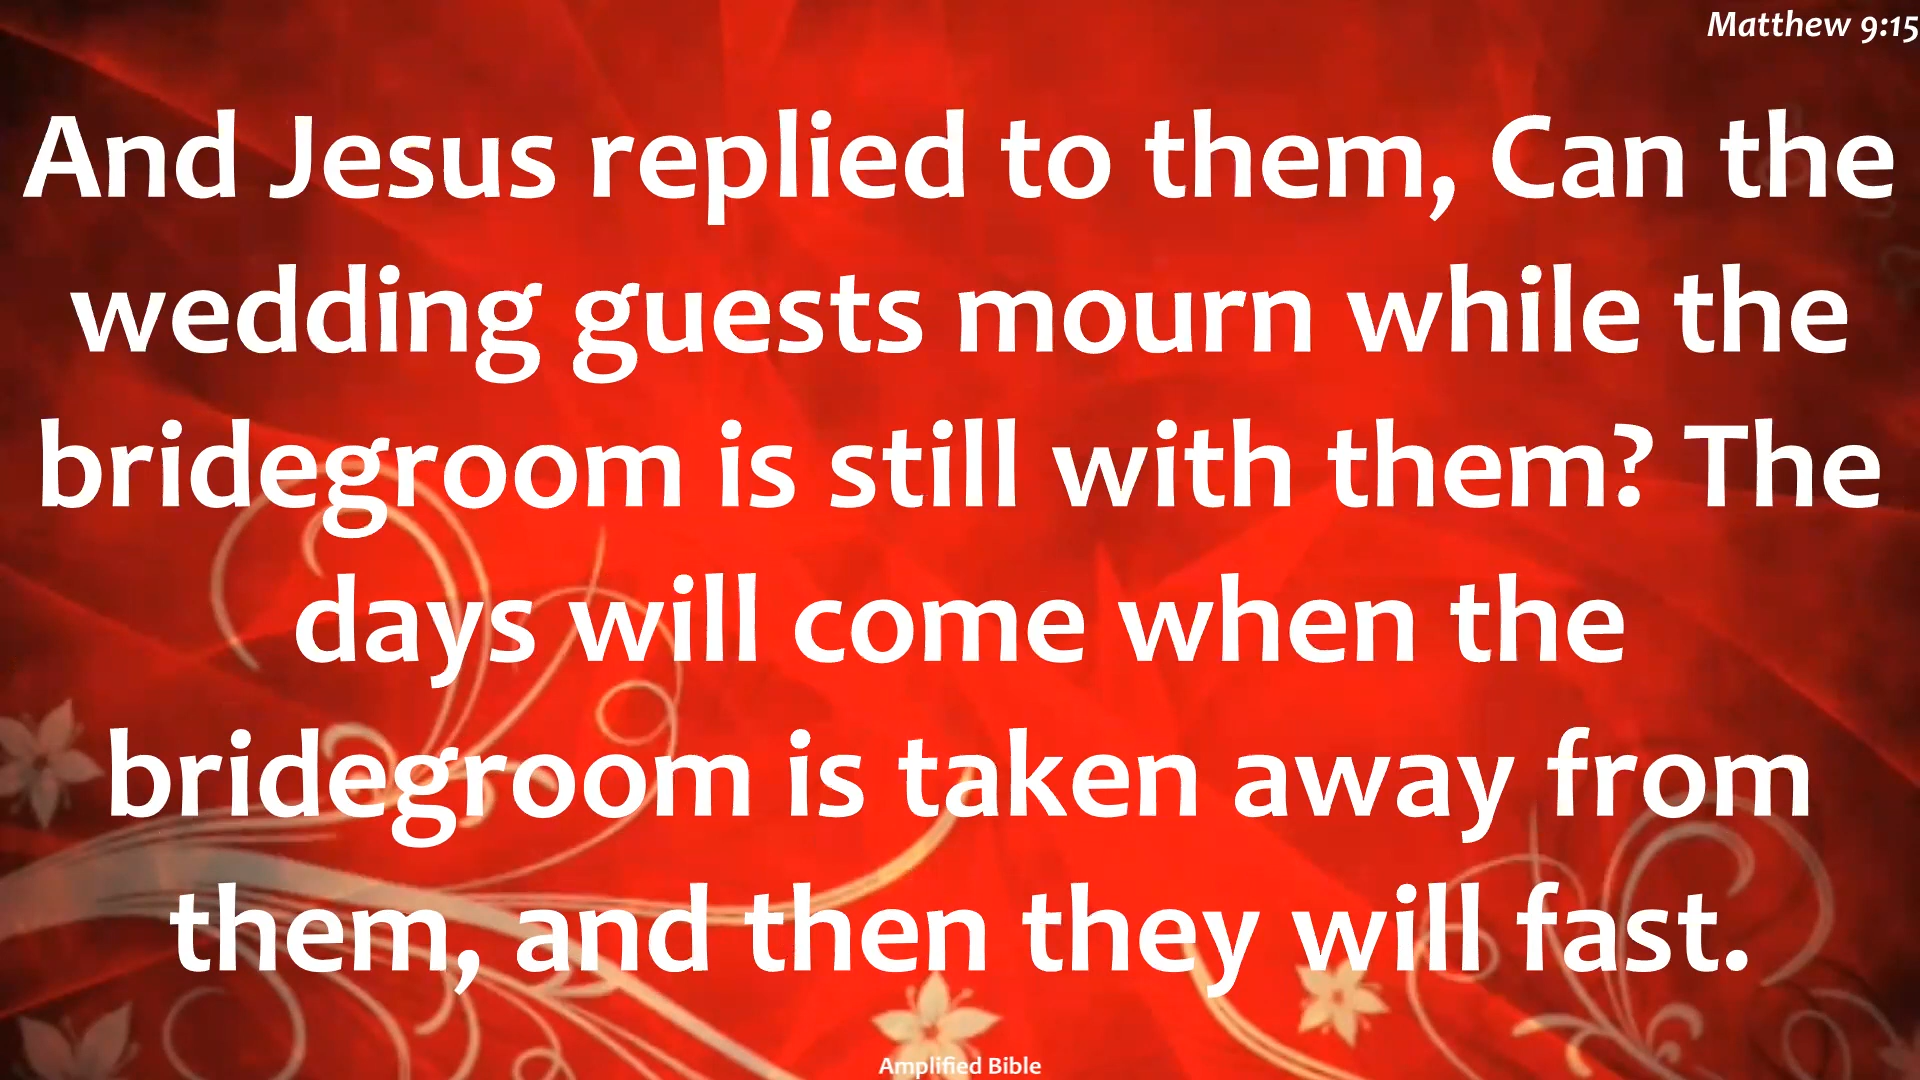 Matthew 9:15
And Jesus replied to them, Can the
wedding guests mourn while the
bridegroom is still with them? The
days will come when the
bridegroom is taken away from
them, and then they will fast.
Amplified Bible